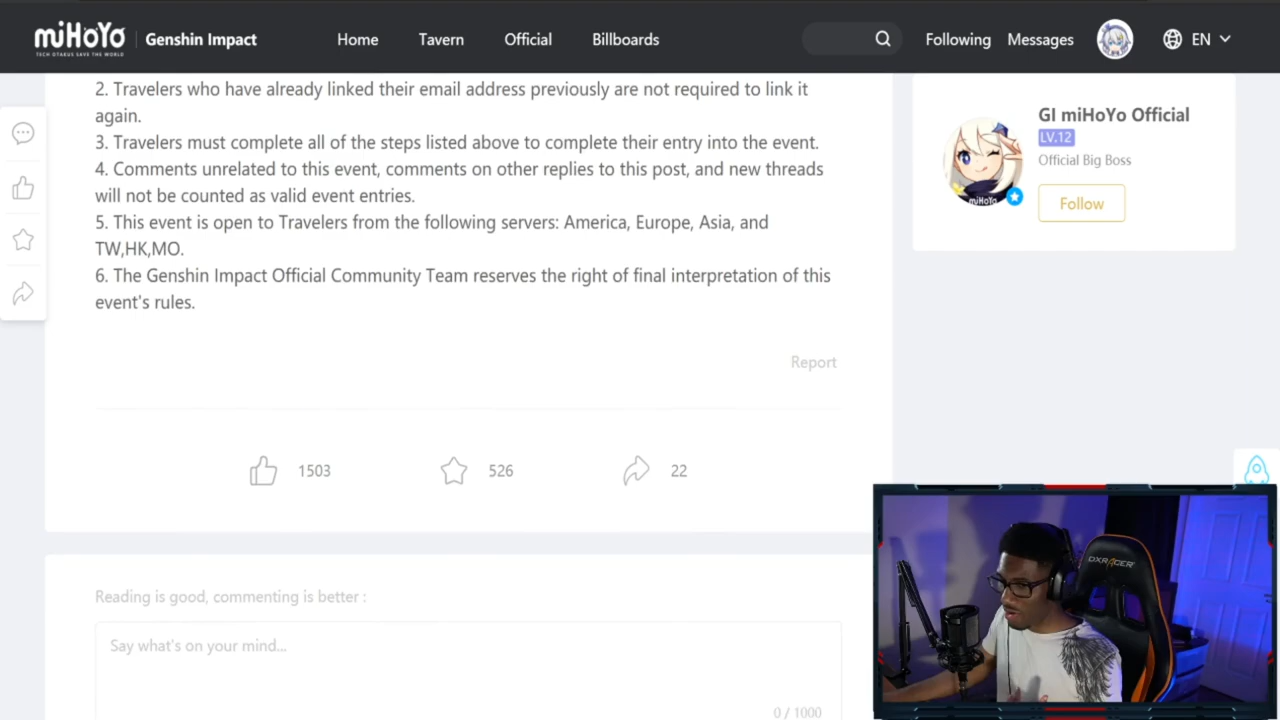 miHoYo
TECH OTAKUS SAVE THE WORLD
Genshin Impact
Home
Tavern
Official
Billboards
Following
Messages
EN
2. Travelers who have already linked their email address previously are not required to link it
again.
3. Travelers must complete all of the steps listed above to complete their entry into the event.
4. Comments unrelated to this event, comments on other replies to this post, and new threads
will not be counted as valid event entries.
5. This event is open to Travelers from the following servers: America, Europe, Asia, and
TW,HK,MO.
6. The Genshin Impact Official Community Team reserves the right of final interpretation of this
event's rules.
Report
1503
526
22
Reading is good, commenting is better :
Say what's on your mind...
0 / 1000
GI miHoYo Official
LV.12
Official Big Boss
miHoYo
Follow
DXRACER